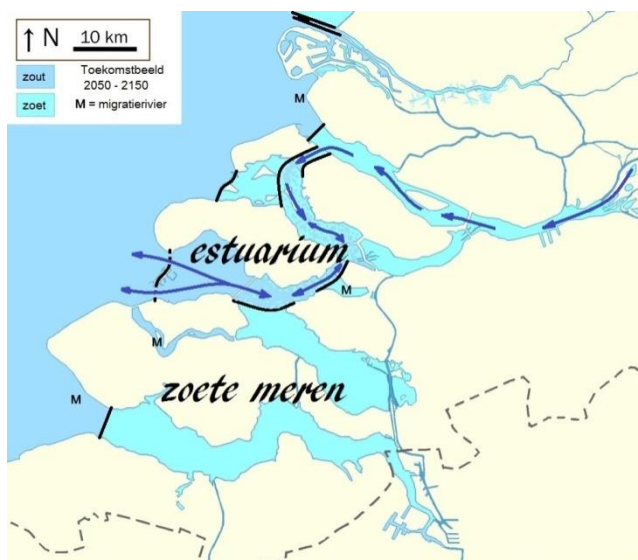 ↑ N 10 km
zout Toekomstbeeld
2050 - 2150
zoet M = migratierivier
M
estuarium
M
M
zoete meren
M